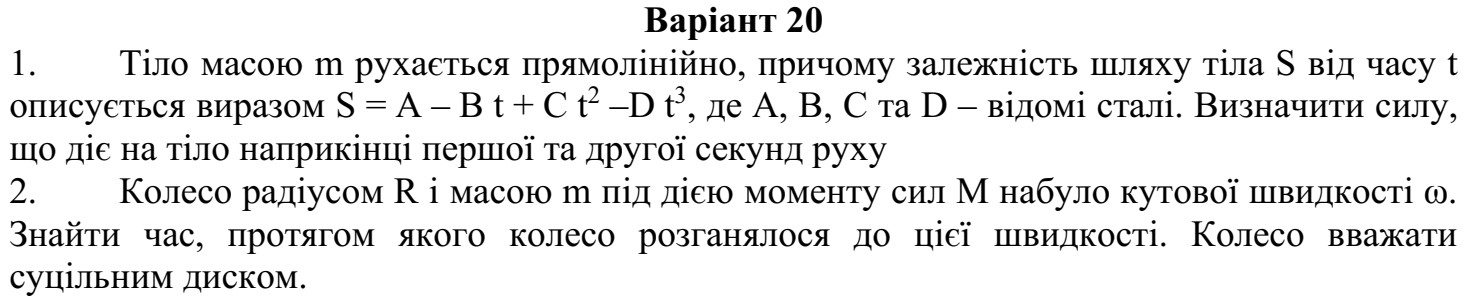 Варіант 20
1. Тіло масою m рухається прямолінійно, причому залежність шляху тіла S від часу t
описується виразом S = A – B t + C t² –D t³, де A, B, C та D – відомі сталі. Визначити силу,
що діє на тіло наприкінці першої та другої секунд руху
2. Колесо радіусом R і масою m під дією моменту сил M набуло кутової швидкості ω.
Знайти час, протягом якого колесо розганялося до цієї швидкості. Колесо вважати
суцільним диском.